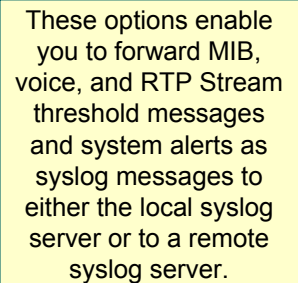 These options enable
you to forward MIB,
voice, and RTP Stream
threshold messages
and system alerts as
syslog messages to
either the local syslog
server or to a remote
syslog server.